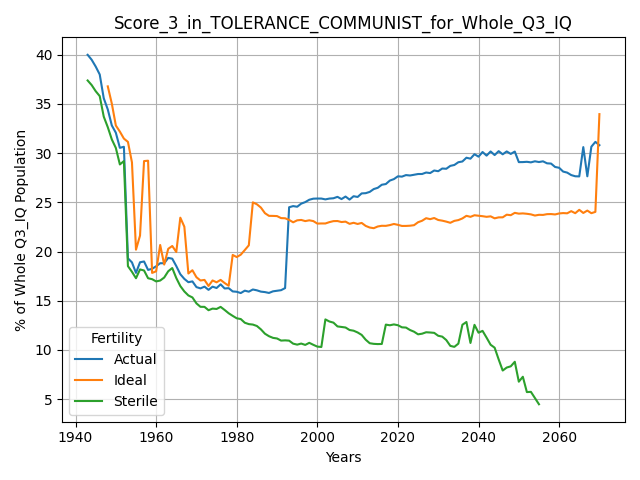 Score_3_in_TOLERANCE_COMMUNIST_for_Whole_Q3_IQ
% of Whole Q3_IQ Population
40
35
30
25
20
15
10
5
Fertility
Actual
Ideal
Sterile
1940 1960 1980 2000 2020 2040 2060
Years